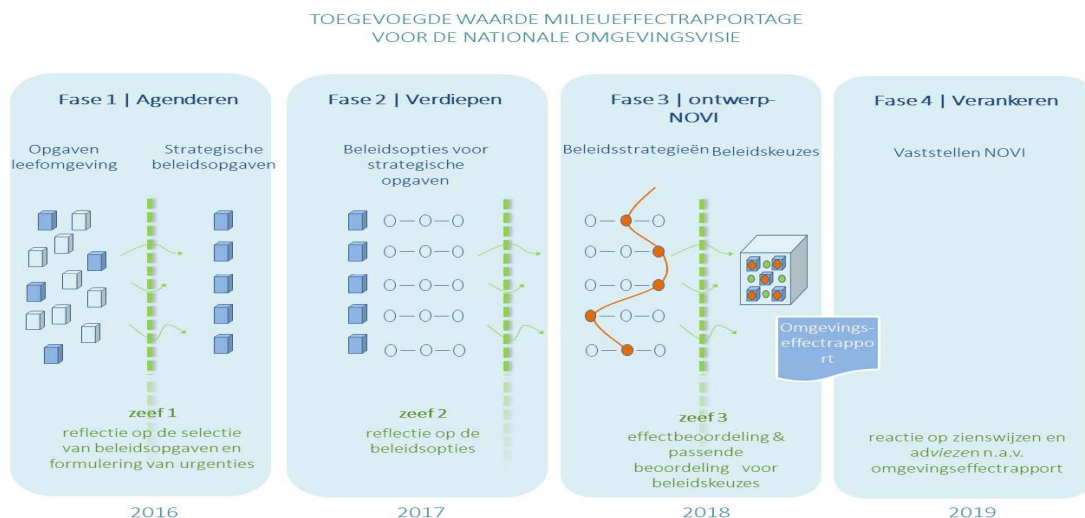 TOEGEVOEGDE WAARDE MILIEUEFFECTRAPPORTAGE
VOOR DE NATIONALE OMGEVINGSVISIE
Fase 1 | Agenderen
Opgaven
leefomgeving
Strategische
beleidsopgaven
zeef 1
reflectie op de selectie
van beleidsopgaven en
formulering van urgenties
2016
Fase 2 | Verdiepen
Beleidsopties voor
strategische
opgaven
zeef 2
reflectie op de
beleidsopties
2017
Fase 3 | ontwerp-
NOVI
Beleidsstrategieën
Beleidskeuzes
Omgevings-
effectrappo
rt
zeef 3
effectbeoordeling &
passende
beoordeling voor
beleidskeuzes
2018
Fase 4 | Verankeren
Vaststellen NOVI
reactie op zienswijzen en
adviezen n.a.v.
omgevingseffectrapport
2019